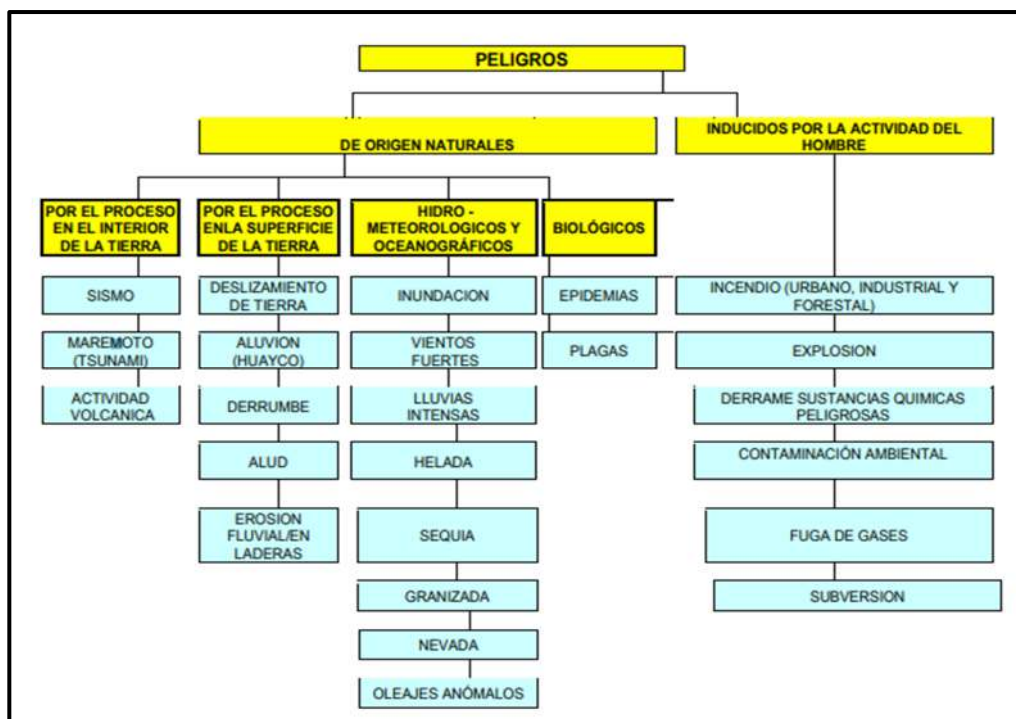 PELIGROS
DE ORIGEN NATURALES
INDUCIDOS POR LA ACTIVIDAD DEL
HOMBRE
POR EL PROCESO
EN EL INTERIOR
DE LA TIERRA
POR EL PROCESO
ENLA SUPERFICIE
DE LA TIERRA
HIDRO -
METEOROLOGICOS Y
OCEANOGRÁFICOS
BIOLÓGICOS
SISMO
DESLIZAMIENTO
DE TIERRA
INUNDACION
EPIDEMIAS
INCENDIO (URBANO, INDUSTRIAL Y
FORESTAL)
MAREMOTO
(TSUNAMI)
ALUVION
(HUAYCO)
VIENTOS
FUERTES
PLAGAS
EXPLOSION
ACTIVIDAD
VOLCANICA
DERRUMBE
LLUVIAS
INTENSAS
DERRAME SUSTANCIAS QUIMICAS
PELIGROSAS
ALUD
HELADA
CONTAMINACIÓN AMBIENTAL
EROSION
FLUVIAL/EN
LADERAS
SEQUIA
FUGA DE GASES
GRANIZADA
SUBVERSION
NEVADA
OLEAJES ANÓMALOS